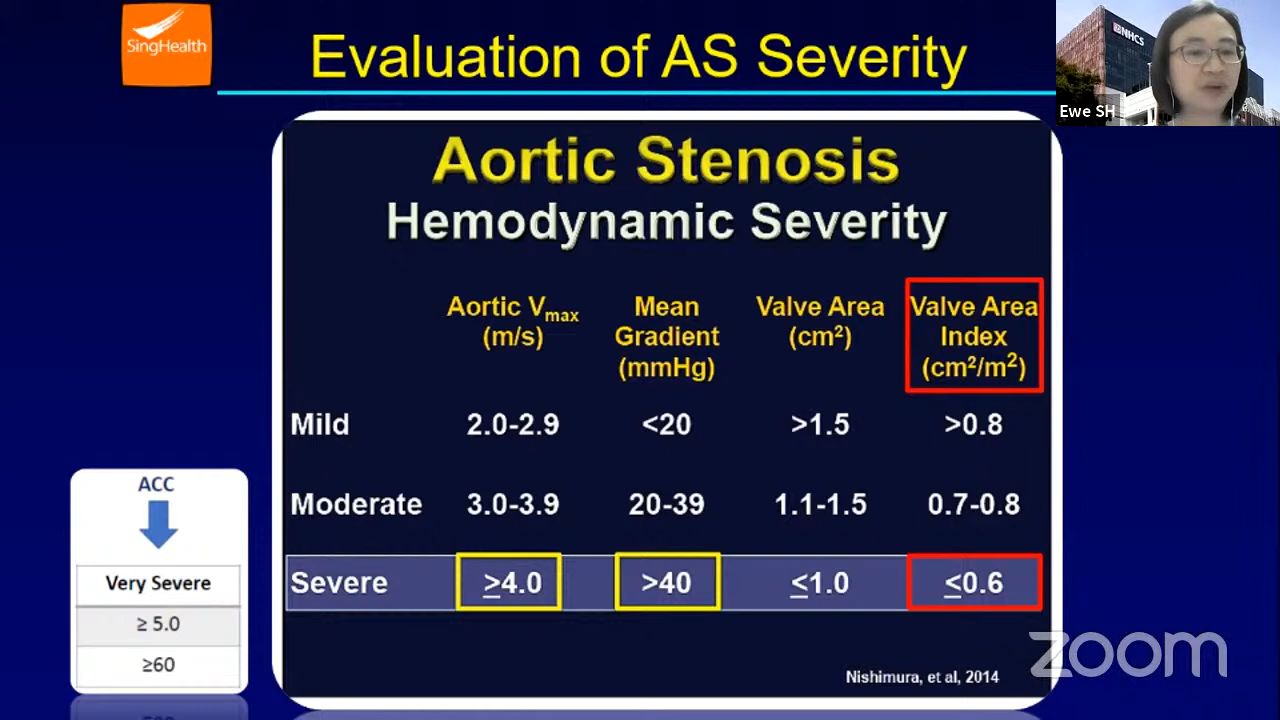 SingHealth
Evaluation of AS Severity
NHCS
Ewe SH
Aortic Stenosis
Hemodynamic Severity
Aortic Vmax (m/s) Mean Gradient (mmHg) Valve Area (cm²) Valve Area Index (cm²/m²)
Mild 2.0-2.9 <20 >1.5 >0.8
Moderate 3.0-3.9 20-39 1.1-1.5 0.7-0.8
Severe ≥4.0 >40 ≤1.0 ≤0.6
Nishimura, et al, 2014
ACC
Very Severe
≥ 5.0
≥60
zoom